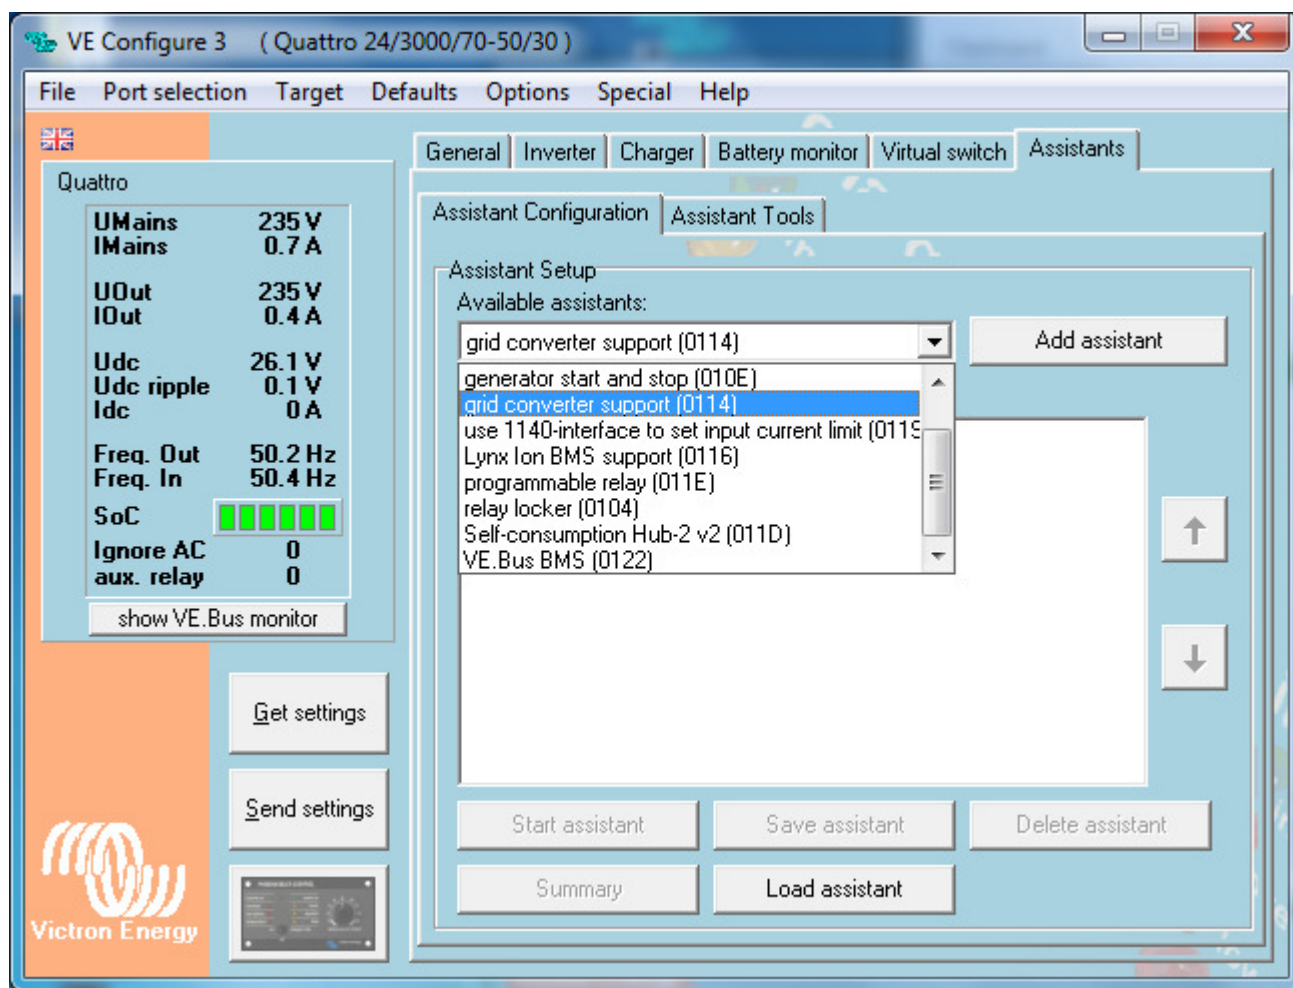 VE Configure 3 ( Quattro 24/3000/70-50/30 )
File Port selection Target Defaults Options Special Help
General Inverter Charger Battery monitor Virtual switch Assistants
Quattro
UMains 235 V
IMains 0.7 A
UOut 235 V
IOut 0.4 A
Udc 26.1 V
Udc ripple 0.1 V
Idc 0 A
Freq. Out 50.2 Hz
Freq. In 50.4 Hz
SoC
Ignore AC 0
aux. relay 0
show VE.Bus monitor
Get settings
Send settings
Victron Energy
Assistant Configuration Assistant Tools
Assistant Setup
Available assistants:
grid converter support (0114)
Add assistant
generator start and stop (010E)
grid converter support (0114)
use 1140-interface to set input current limit (0119
Lynx Ion BMS support (0116)
programmable relay (011E)
relay locker (0104)
Self-consumption Hub-2 v2 (011D)
VE.Bus BMS (0122)
Start assistant Save assistant Delete assistant
Summary Load assistant